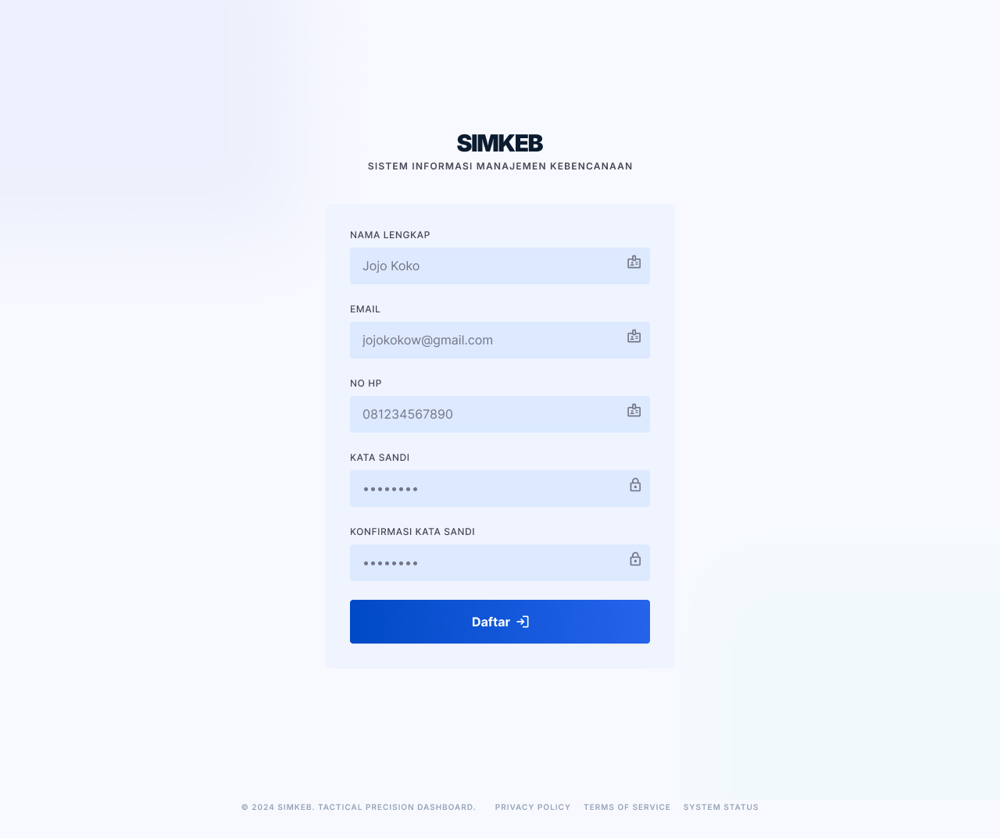 SIMKEB
SISTEM INFORMASI MANAJEMEN KEBENCANAAN
NAMA LENGKAP
Jojo Koko
EMAIL
jojokokow@gmail.com
NO HP
081234567890
KATA SANDI
••••••••
KONFIRMASI KATA SANDI
••••••••
Daftar
© 2024 SIMKEB. TACTICAL PRECISION DASHBOARD. PRIVACY POLICY TERMS OF SERVICE SYSTEM STATUS